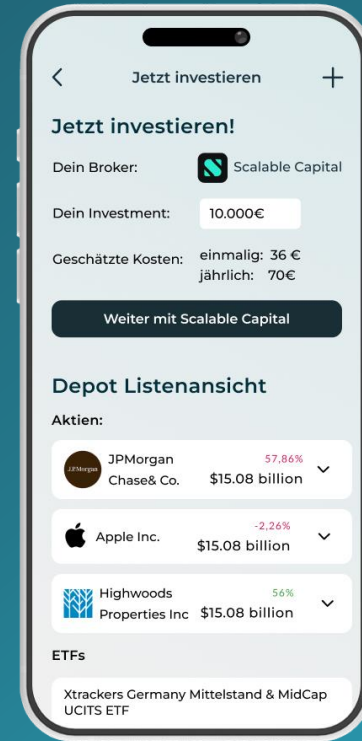 Jetzt investieren
Jetzt investieren!
Dein Broker: Scalable Capital
Dein Investment: 10.000€
Geschätzte Kosten: einmalig: 36 €
jährlich: 70€
Weiter mit Scalable Capital
Depot Listenansicht
Aktien:
J.P.Morgan
JPMorgan 57,86%
Chase& Co. $15.08 billion
Apple Inc. -2,26%
$15.08 billion
Highwoods 56%
Properties Inc $15.08 billion
ETFs
Xtrackers Germany Mittelstand & MidCap
UCITS ETF